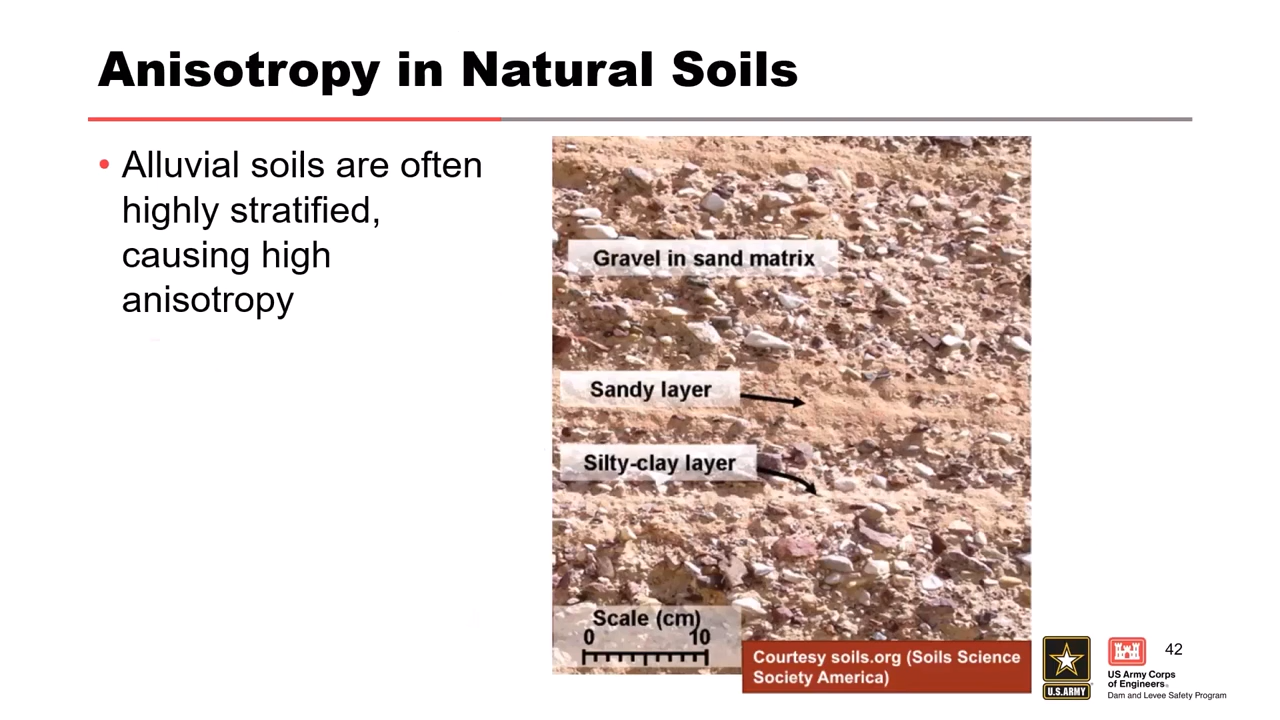 Anisotropy in Natural Soils
• Alluvial soils are often
highly stratified,
causing high
anisotropy
Gravel in sand matrix
Sandy layer
Silty-clay layer
Scale (cm)
0 10
Courtesy soils.org (Soils Science
Society America)
U.S.ARMY
US Army Corps
of Engineers®
Dam and Levee Safety Program
42